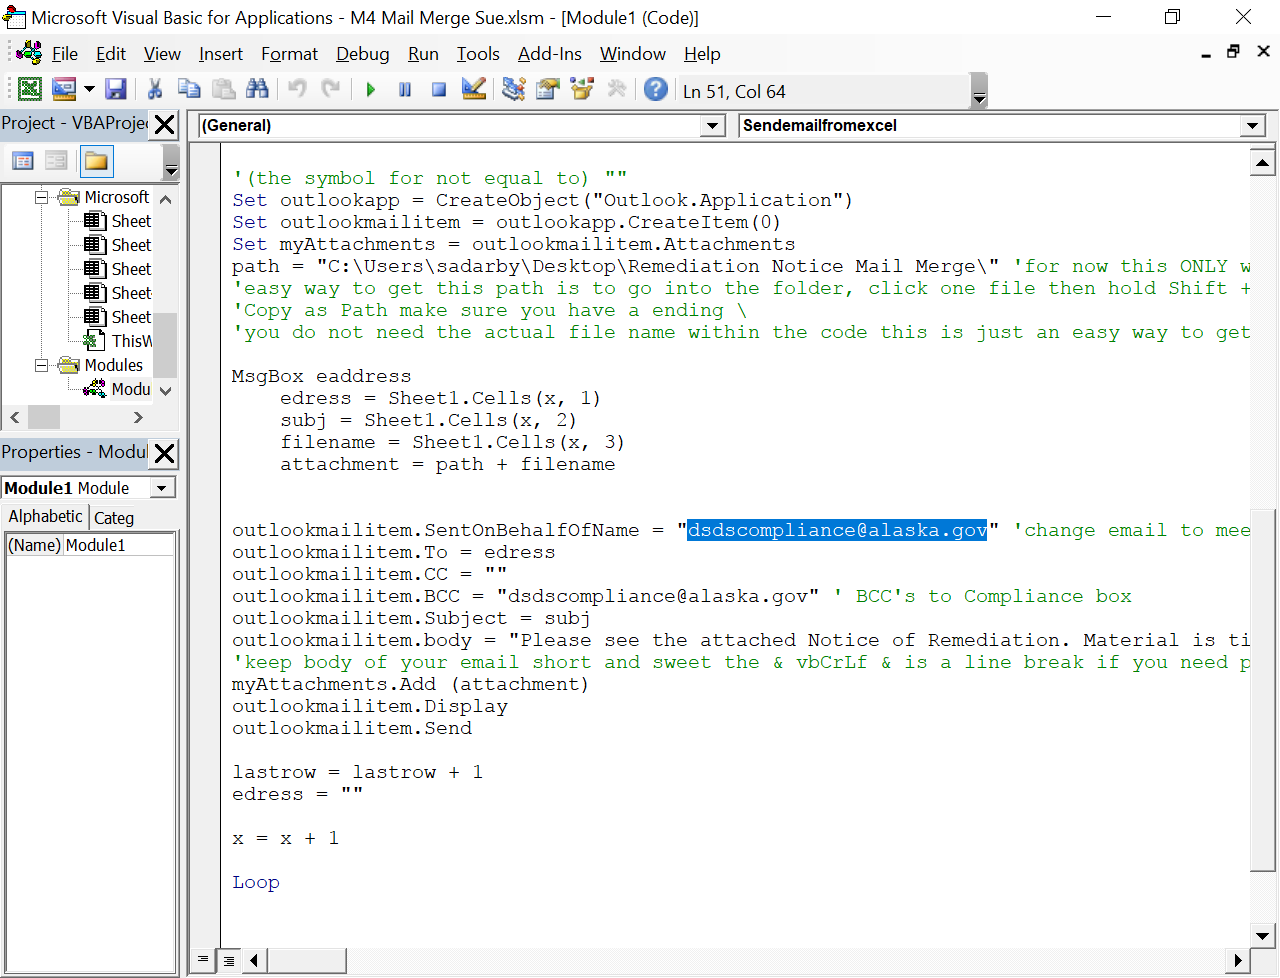 Microsoft Visual Basic for Applications - M4 Mail Merge Sue.xlsm - [Module1 (Code)]
File Edit View Insert Format Debug Run Tools Add-Ins Window Help
Ln 51, Col 64
Project - VBAProje
(General) Sendemailfromexcel
Microsoft
Sheet
Sheet
Sheet
Sheet
Sheet
ThisW
Modules
Modu
Properties - Modu
Module1 Module
Alphabetic Categ
(Name) Module1
'(the symbol for not equal to) ""
Set outlookapp = CreateObject("Outlook.Application")
Set outlookmailitem = outlookapp.CreateItem(0)
Set myAttachments = outlookmailitem.Attachments
path = "C:\Users\sadarby\Desktop\Remediation Notice Mail Merge\" 'for now this ONLY w
'easy way to get this path is to go into the folder, click one file then hold Shift +
'Copy as Path make sure you have a ending \
'you do not need the actual file name within the code this is just an easy way to get
MsgBox eaddress
edress = Sheet1.Cells(x, 1)
subj = Sheet1.Cells(x, 2)
filename = Sheet1.Cells(x, 3)
attachment = path + filename
outlookmailitem.SentOnBehalfOfName = "dsdscompliance@alaska.gov" 'change email to mee
outlookmailitem.To = edress
outlookmailitem.CC = ""
outlookmailitem.BCC = "dsdscompliance@alaska.gov" ' BCC's to Compliance box
outlookmailitem.Subject = subj
outlookmailitem.body = "Please see the attached Notice of Remediation. Material is ti
'keep body of your email short and sweet the & vbCrLf & is a line break if you need p
myAttachments.Add (attachment)
outlookmailitem.Display
outlookmailitem.Send
lastrow = lastrow + 1
edress = ""
x = x + 1
Loop